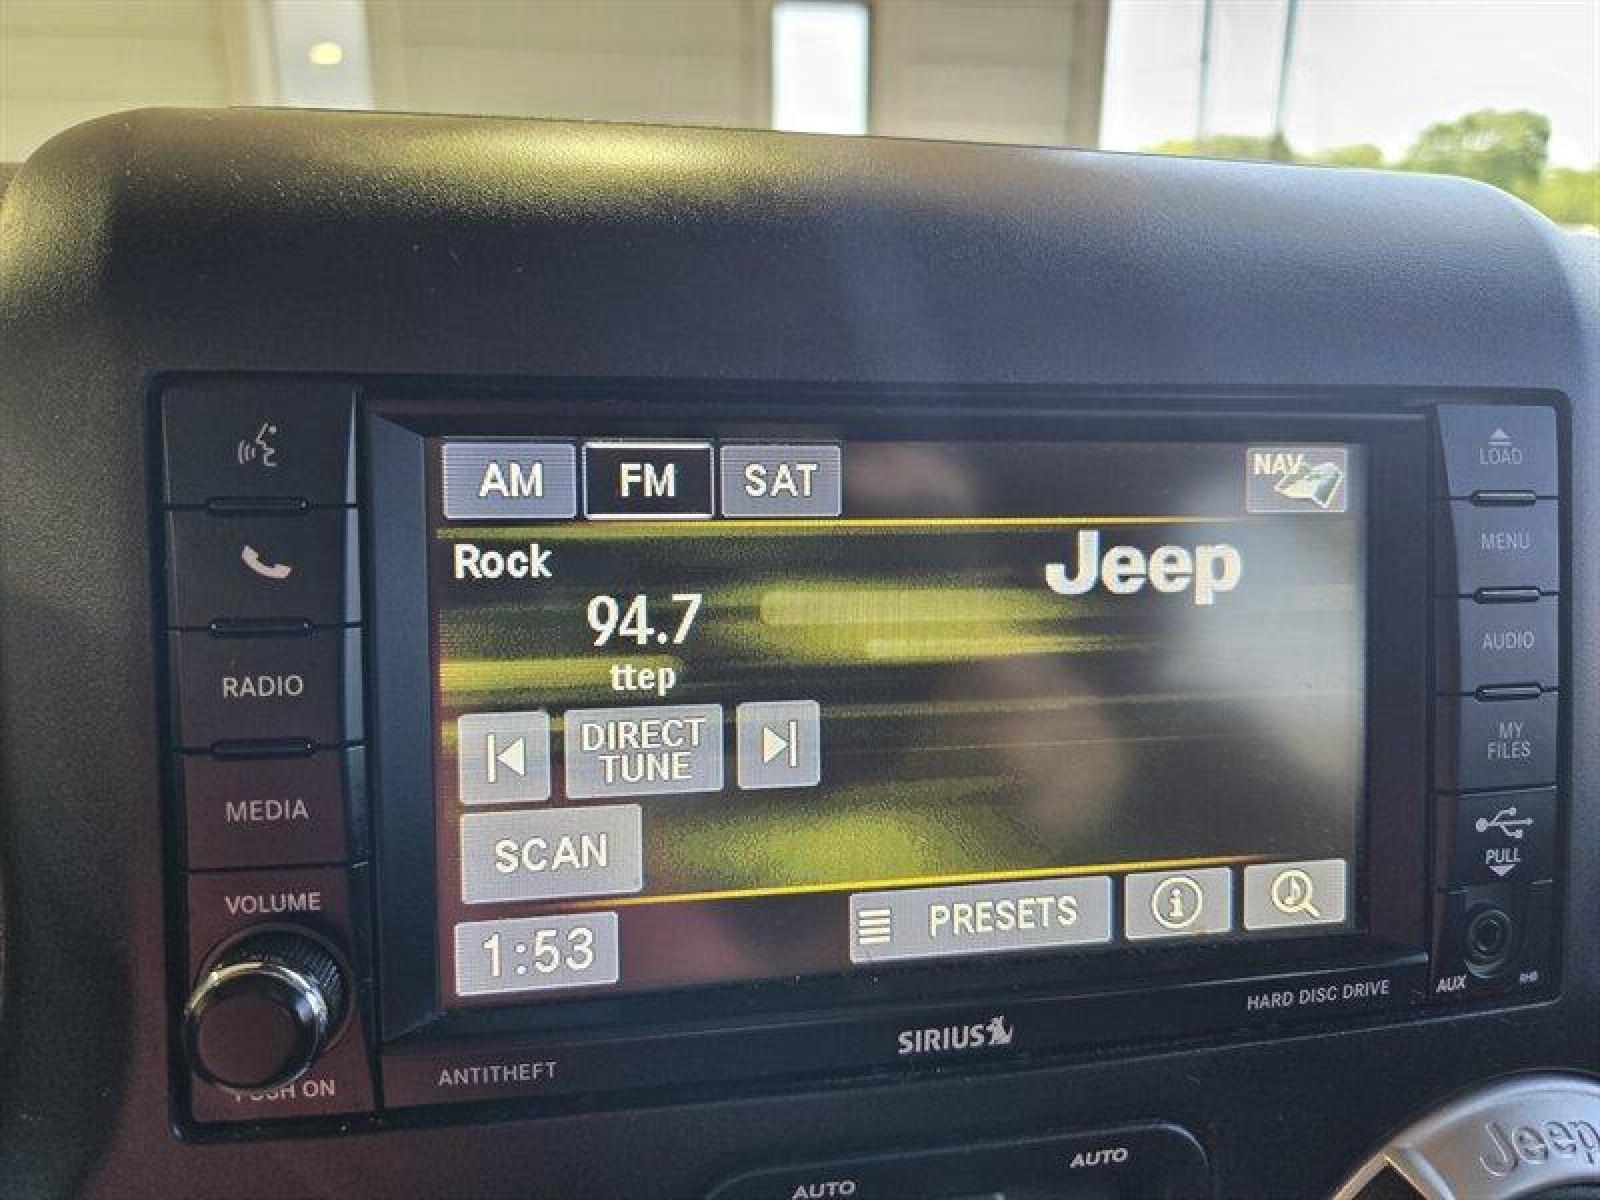 AM
FM
SAT
NAV
Rock
Jeep
94.7
ttep
DIRECT
TUNE
SCAN
1:53
PRESETS
i
RADIO
MEDIA
VOLUME
PUSH ON
LOAD
MENU
AUDIO
MY
FILES
PULL
AUX
RHB
ANTITHEFT
SIRIUS
HARD DISC DRIVE
AUTO
AUTO
Jeep